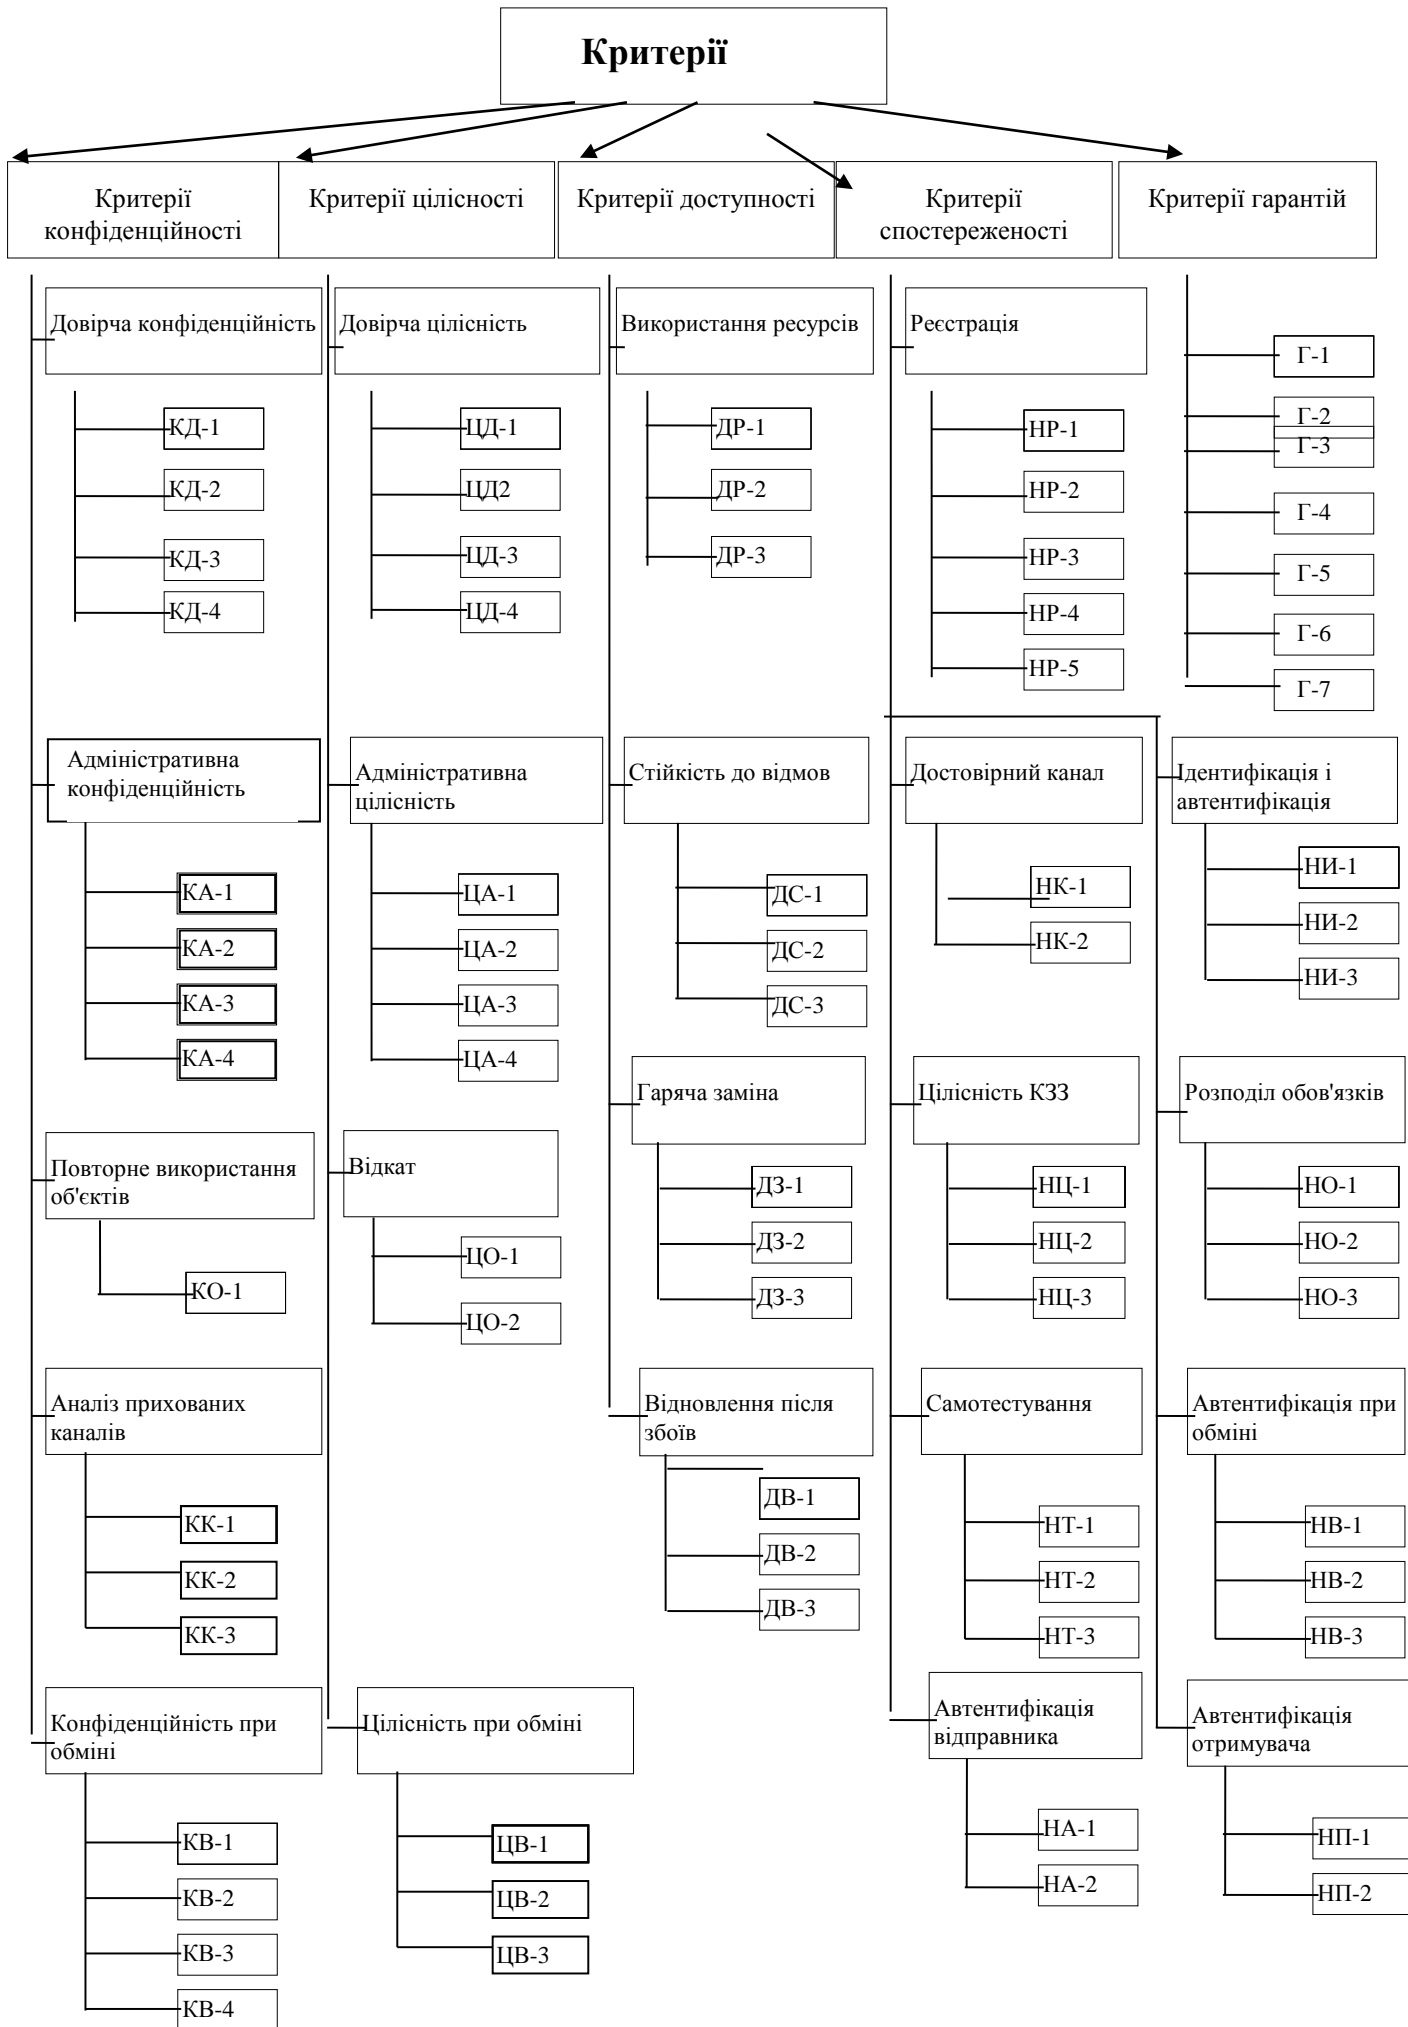 Критерії
Критерії
конфіденційності
Критерії цілісності
Критерії доступності
Критерії
спостереженості
Критерії гарантій
Довірча конфіденційність
КД-1
КД-2
КД-3
КД-4
Довірча цілісність
ЦД-1
ЦД2
ЦД-3
ЦД-4
Використання ресурсів
ДР-1
ДР-2
ДР-3
Реєстрація
НР-1
НР-2
НР-3
НР-4
НР-5
Г-1
Г-2
Г-3
Г-4
Г-5
Г-6
Г-7
Адміністративна
конфіденційність
КА-1
КА-2
КА-3
КА-4
Адміністративна
цілісність
ЦА-1
ЦА-2
ЦА-3
ЦА-4
Стійкість до відмов
ДС-1
ДС-2
ДС-3
Достовірний канал
НК-1
НК-2
Ідентифікація і
автентифікація
НИ-1
НИ-2
НИ-3
Повторне використання
об'єктів
КО-1
Відкат
ЦО-1
ЦО-2
Гаряча заміна
ДЗ-1
ДЗ-2
ДЗ-3
Цілісність КЗЗ
НЦ-1
НЦ-2
НЦ-3
Розподіл обов'язків
НО-1
НО-2
НО-3
Аналіз прихованих
каналів
КК-1
КК-2
КК-3
Відновлення після
збоїв
ДВ-1
ДВ-2
ДВ-3
Самотестування
НТ-1
НТ-2
НТ-3
Автентифікація при
обміні
НВ-1
НВ-2
НВ-3
Конфіденційність при
обміні
КВ-1
КВ-2
КВ-3
КВ-4
Цілісність при обміні
ЦВ-1
ЦВ-2
ЦВ-3
Автентифікація
відправника
НА-1
НА-2
Автентифікація
отримувача
НП-1
НП-2